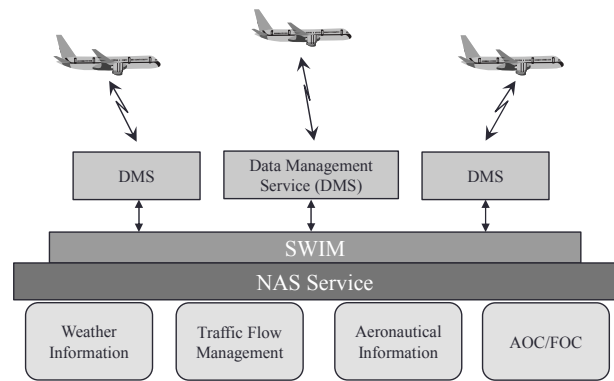 DMS
Data Management
Service (DMS)
DMS
SWIM
NAS Service
Weather
Information
Traffic Flow
Management
Aeronautical
Information
AOC/FOC